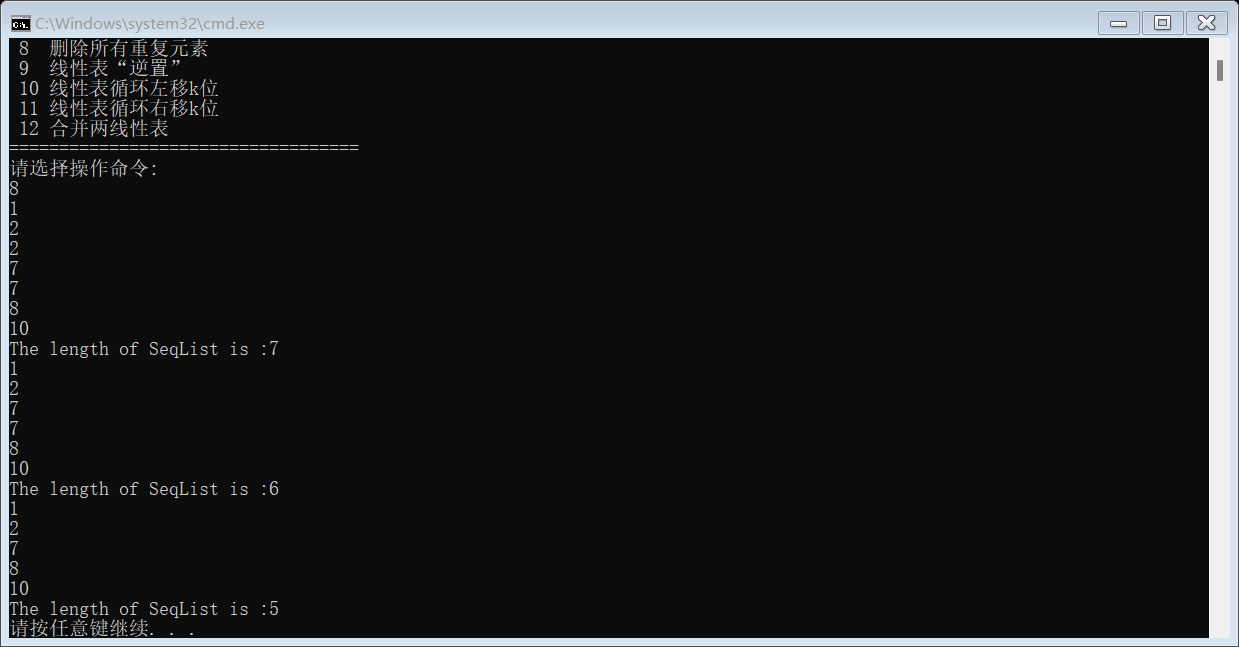 C:\Windows\system32\cmd.exe
8 删除所有重复元素
9 线性表“逆置”
10 线性表循环左移k位
11 线性表循环右移k位
12 合并两线性表
===================================
请选择操作命令:
8
1
2
2
7
7
8
10
The length of SeqList is :7
1
2
7
7
8
10
The length of SeqList is :6
1
2
7
8
10
The length of SeqList is :5
请按任意键继续. . .